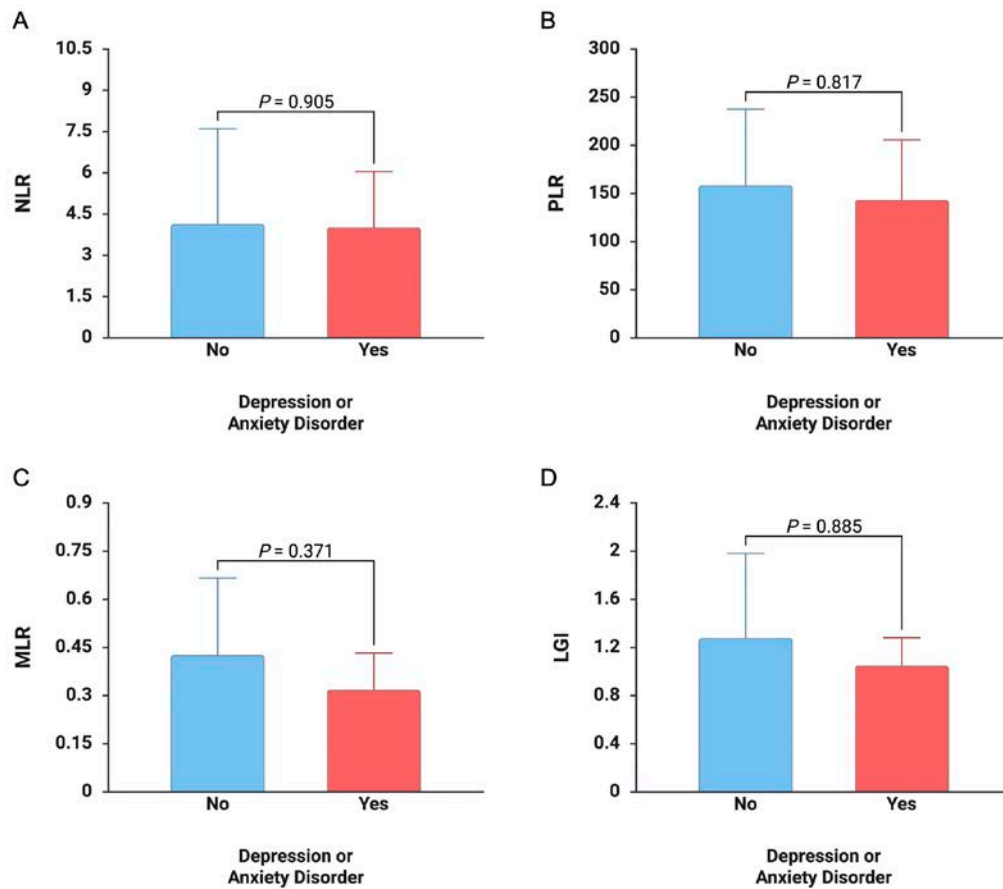 A
NLR
10.5
9
7.5
6
4.5
3
1.5
0
P = 0.905
No Yes
Depression or
Anxiety Disorder
B
PLR
300
250
200
150
100
50
0
P = 0.817
No Yes
Depression or
Anxiety Disorder
C
MLR
0.9
0.75
0.6
0.45
0.3
0.15
0
P = 0.371
No Yes
Depression or
Anxiety Disorder
D
LGI
2.4
2
1.6
1.2
0.8
0.4
0
P = 0.885
No Yes
Depression or
Anxiety Disorder